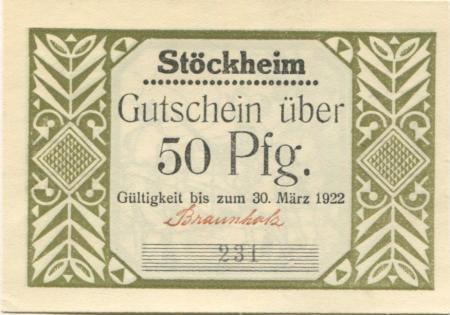 Stöckheim
Gutschein über
50 Pfg.
Gültigkeit bis zum 30. März 1922
Braunholz
231